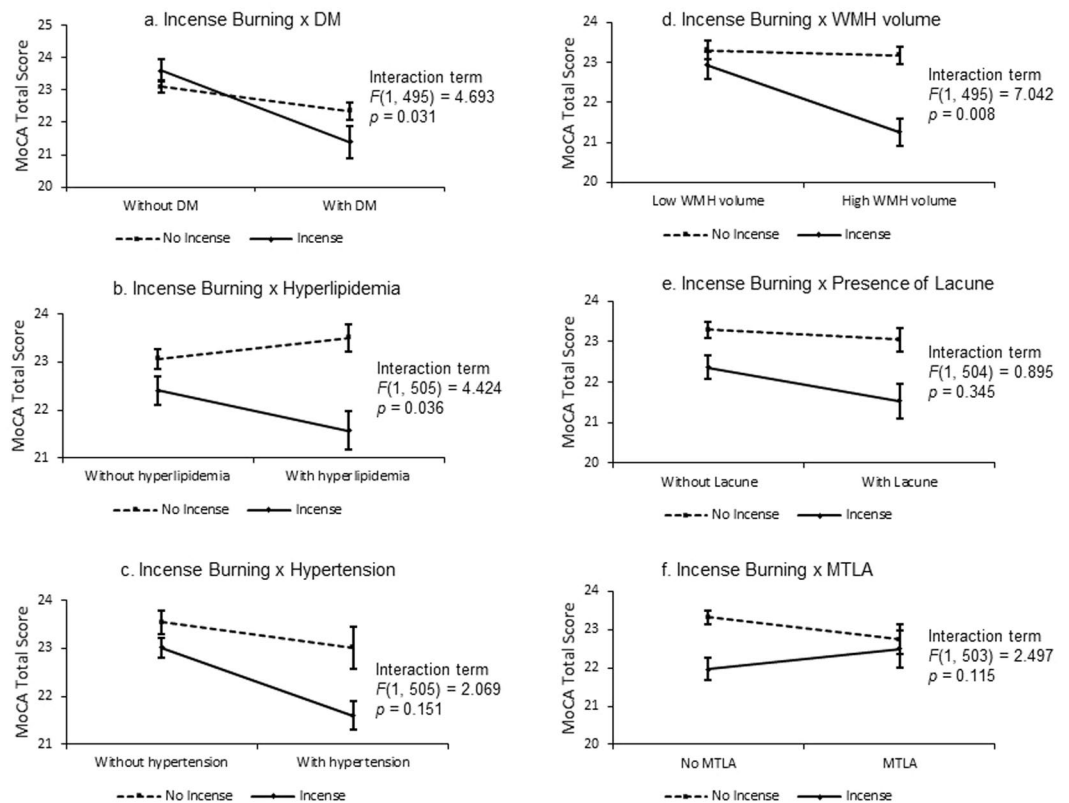 a. Incense Burning x DM
MoCA Total Score
25
24
23
22
21
20
Interaction term
F(1, 495) = 4.693
p = 0.031
Without DM
With DM
No Incense
Incense
b. Incense Burning x Hyperlipidemia
MoCA Total Score
24
23
22
21
Interaction term
F(1, 505) = 4.424
p = 0.036
Without hyperlipidemia
With hyperlipidemia
No Incense
Incense
c. Incense Burning x Hypertension
MoCA Total Score
24
23
22
21
Interaction term
F(1, 505) = 2.069
p = 0.151
Without hypertension
With hypertension
No Incense
Incense
d. Incense Burning x WMH volume
MoCA Total Score
24
23
22
21
20
Interaction term
F(1, 495) = 7.042
p = 0.008
Low WMH volume
High WMH volume
No Incense
Incense
e. Incense Burning x Presence of Lacune
MoCA Total Score
24
23
22
21
20
Interaction term
F(1, 504) = 0.895
p = 0.345
Without Lacune
With Lacune
No Incense
Incense
f. Incense Burning x MTLA
MoCA Total Score
24
23
22
21
20
Interaction term
F(1, 503) = 2.497
p = 0.115
No MTLA
MTLA
No Incense
Incense